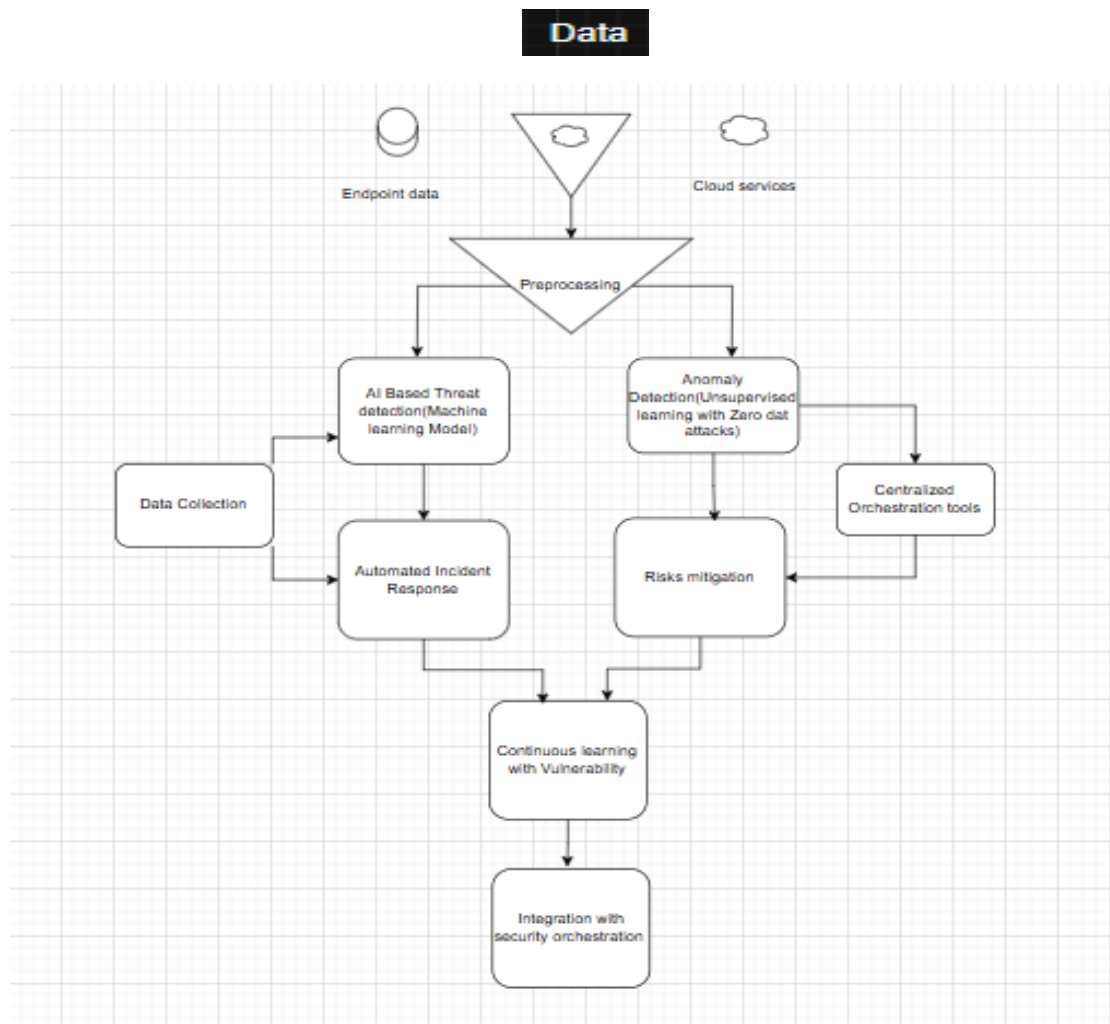 Data
Endpoint data
Cloud services
Preprocessing
AI Based Threat
detection(Machine
learning Model)
Anomaly
Detection(Unsupervised
learning with Zero dat
attacks)
Data Collection
Centralized
Orchestration tools
Automated Incident
Response
Risks mitigation
Continuous learning
with Vulnerability
Integration with
security orchestration